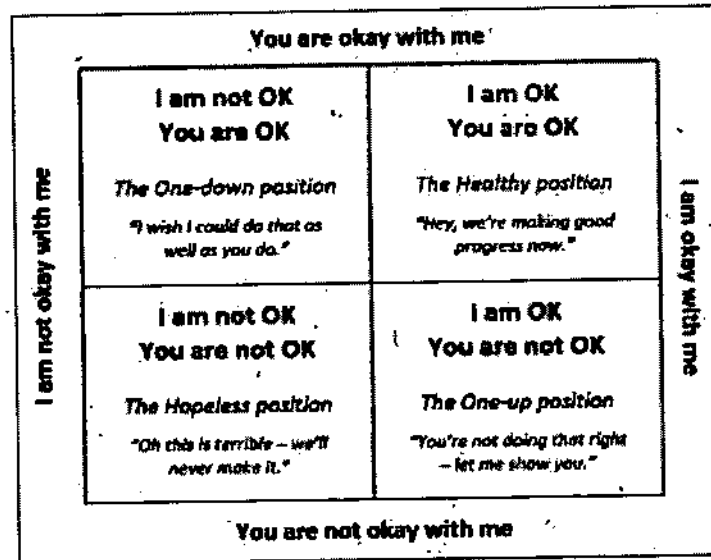 You are okay with me
I am not OK
You are OK
The One-down position
"I wish I could do that as
well as you do."
I am OK
You are OK
The Healthy position
"Hey, we're making good
progress now."
I am not okay with me
I am okay with me
I am not OK
You are not OK
The Hopeless position
"Oh this is terrible – we'll
never make it."
I am OK
You are not OK
The One-up position
"You're not doing that right
– let me show you."
You are not okay with me